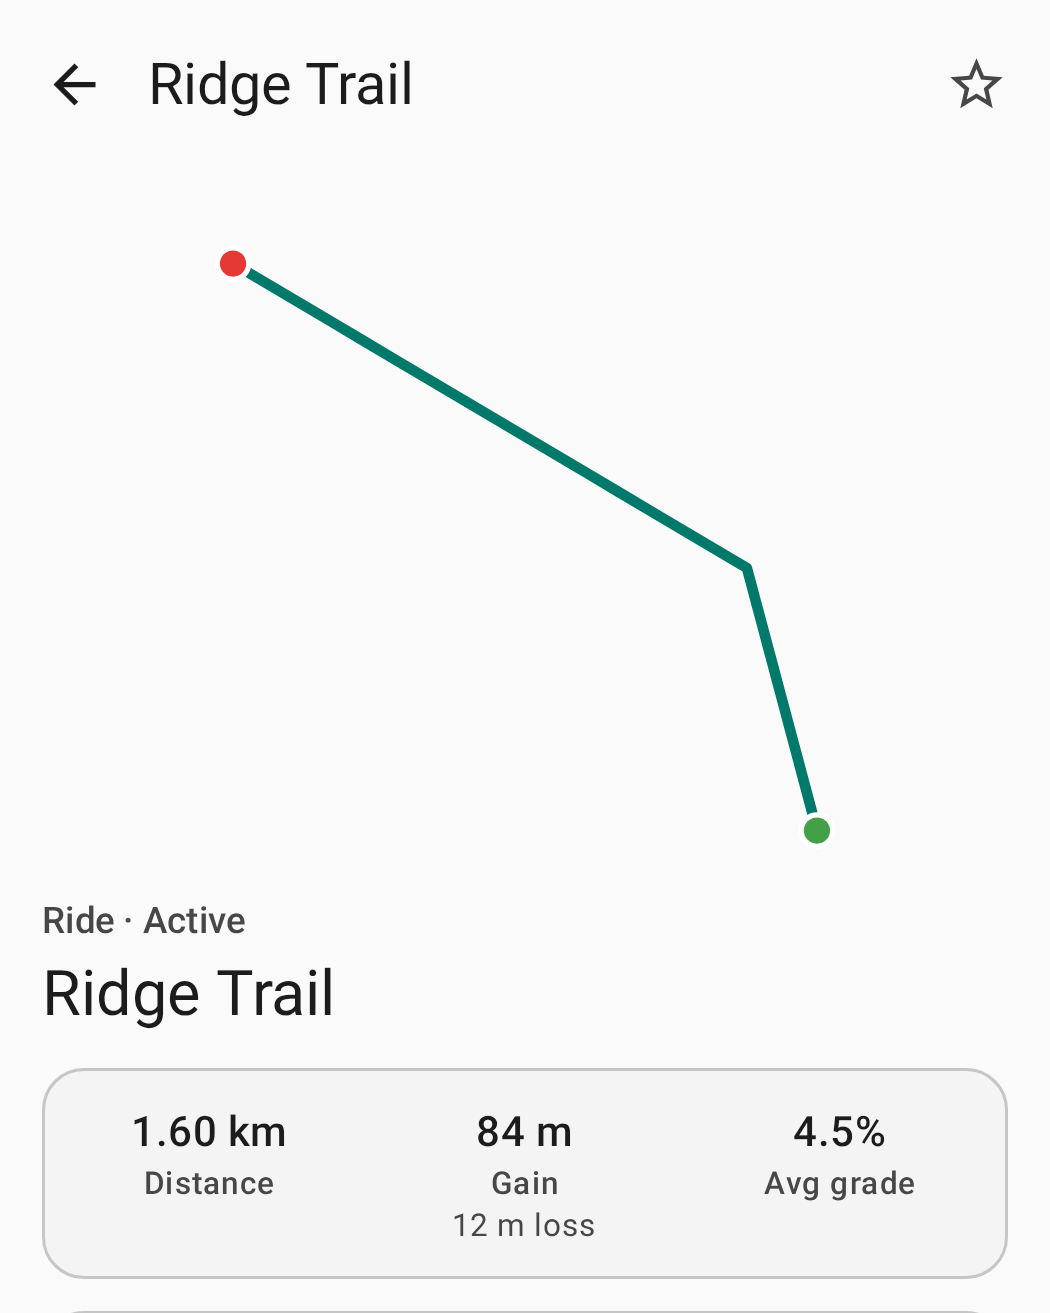 Ridge Trail
Ride · Active
Ridge Trail
1.60 km 84 m 4.5%
Distance Gain Avg grade
12 m loss